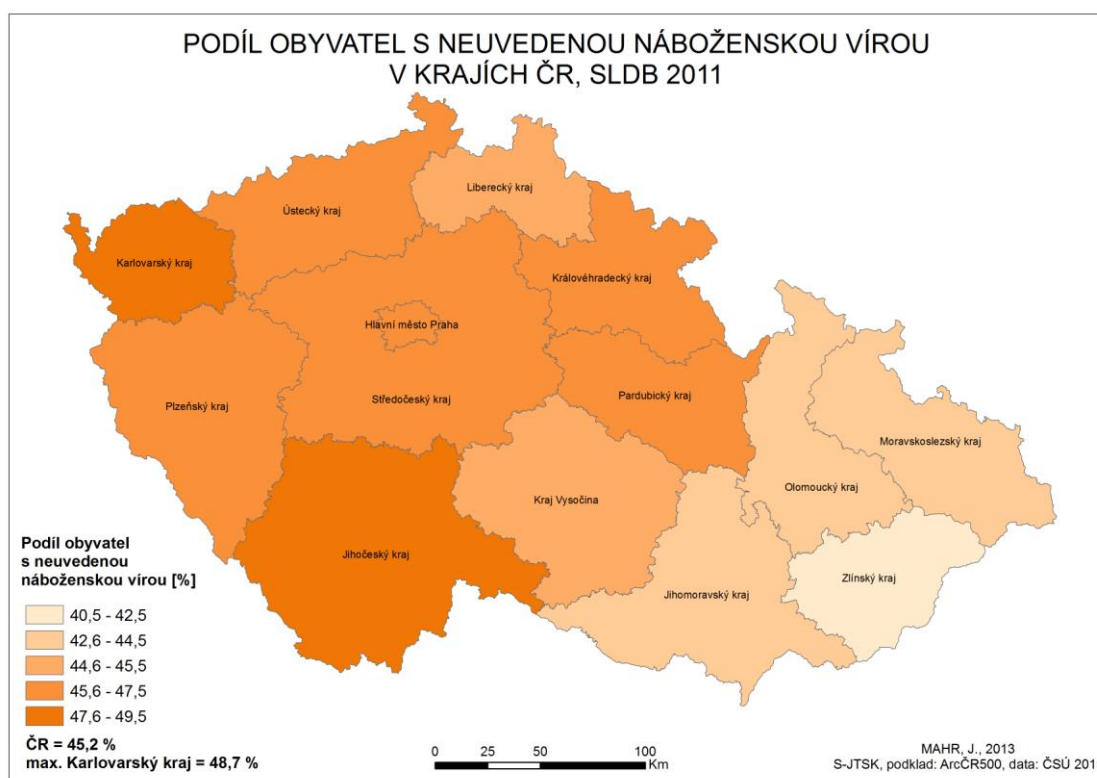 PODÍL OBYVATEL S NEUVEDENOU NÁBOŽENSKOU VÍROU
V KRAJÍCH ČR, SLDB 2011
Liberecký kraj
Ústecký kraj
Karlovarský kraj
Královéhradecký kraj
Hlavní město Praha
Pardubický kraj
Středočeský kraj
Plzeňský kraj
Moravskoslezský kraj
Olomoucký kraj
Kraj Vysočina
Jihočeský kraj
Zlínský kraj
Jihomoravský kraj
Podíl obyvatel
s neuvedenou
náboženskou vírou [%]
40,5 - 42,5
42,6 - 44,5
44,6 - 45,5
45,6 - 47,5
47,6 - 49,5
ČR = 45,2 %
max. Karlovarský kraj = 48,7 %
0 25 50 100
Km
MAHR, J., 2013
S-JTSK, podklad: ArcČR500, data: ČSÚ 201